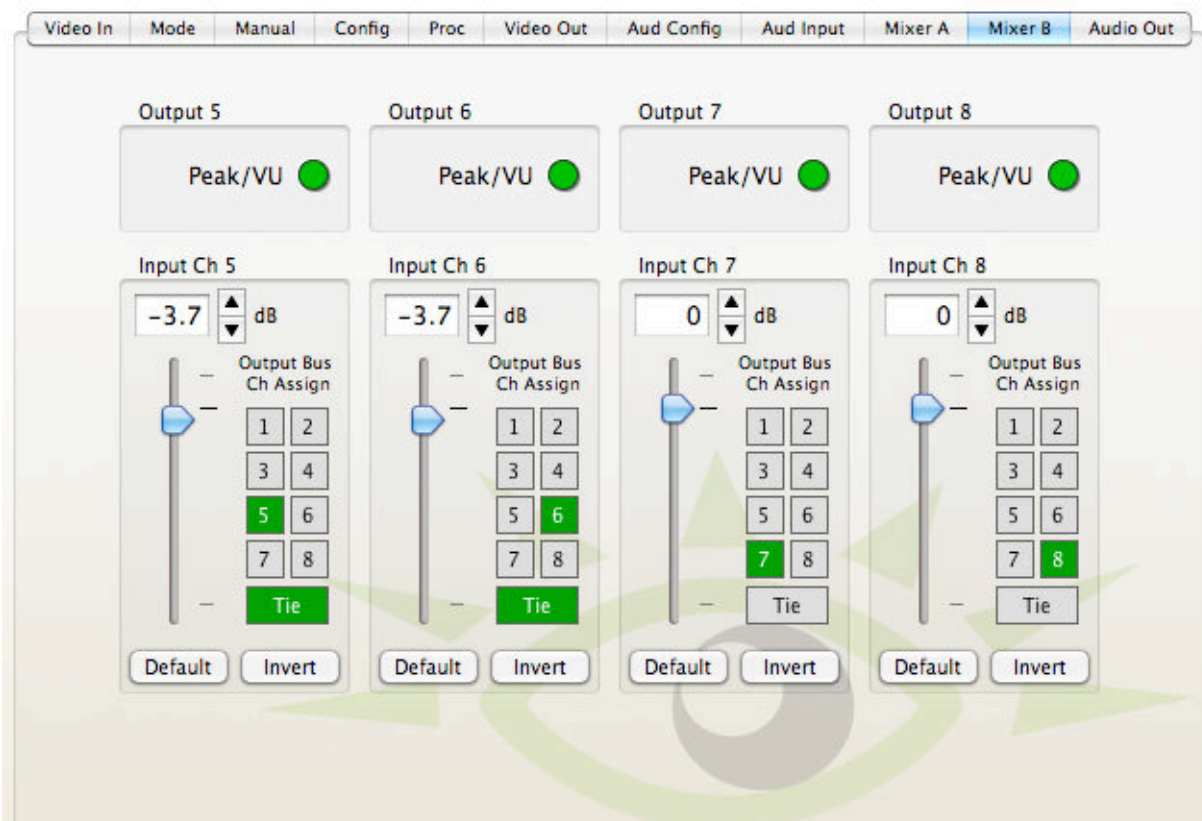 Video In Mode Manual Config Proc Video Out Aud Config Aud Input Mixer A Mixer B Audio Out
Output 5 Output 6 Output 7 Output 8
Peak/VU Peak/VU Peak/VU Peak/VU
Input Ch 5 Input Ch 6 Input Ch 7 Input Ch 8
-3.7 dB -3.7 dB 0 dB 0 dB
Output Bus Output Bus Output Bus Output Bus
Ch Assign Ch Assign Ch Assign Ch Assign
1 2 1 2 1 2 1 2
3 4 3 4 3 4 3 4
5 6 5 6 5 6 5 6
7 8 7 8 7 8 7 8
Tie Tie Tie Tie
Default Invert Default Invert Default Invert Default Invert